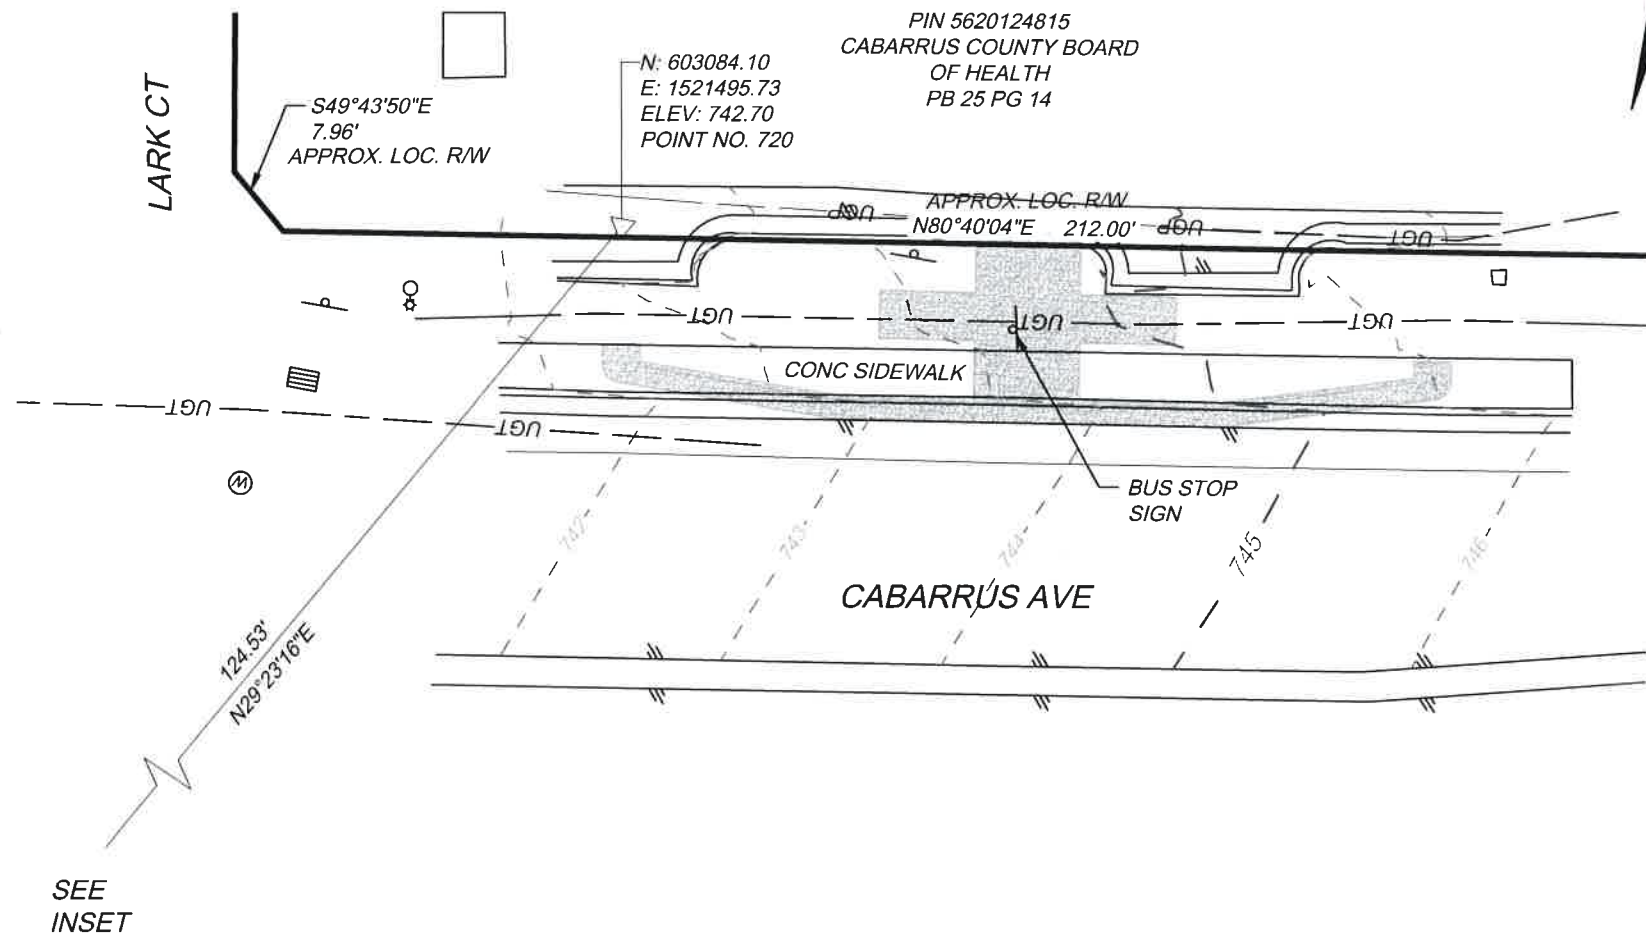 PIN 5620124815
CABARRUS COUNTY BOARD
OF HEALTH
PB 25 PG 14
N: 603084.10
E: 1521495.73
ELEV: 742.70
POINT NO. 720
LARK CT
S49°43'50"E
7.96'
APPROX. LOC. R/W
APPROX. LOC. R/W
N80°40'04"E 212.00'
UGP
UGP
UGT
UGT
UGT
UGT
CONC SIDEWALK
UGT
UGT
W
BUS STOP
SIGN
742
743
744
745
746
CABARRUS AVE
124.53'
N29°23'16"E
SEE
INSET